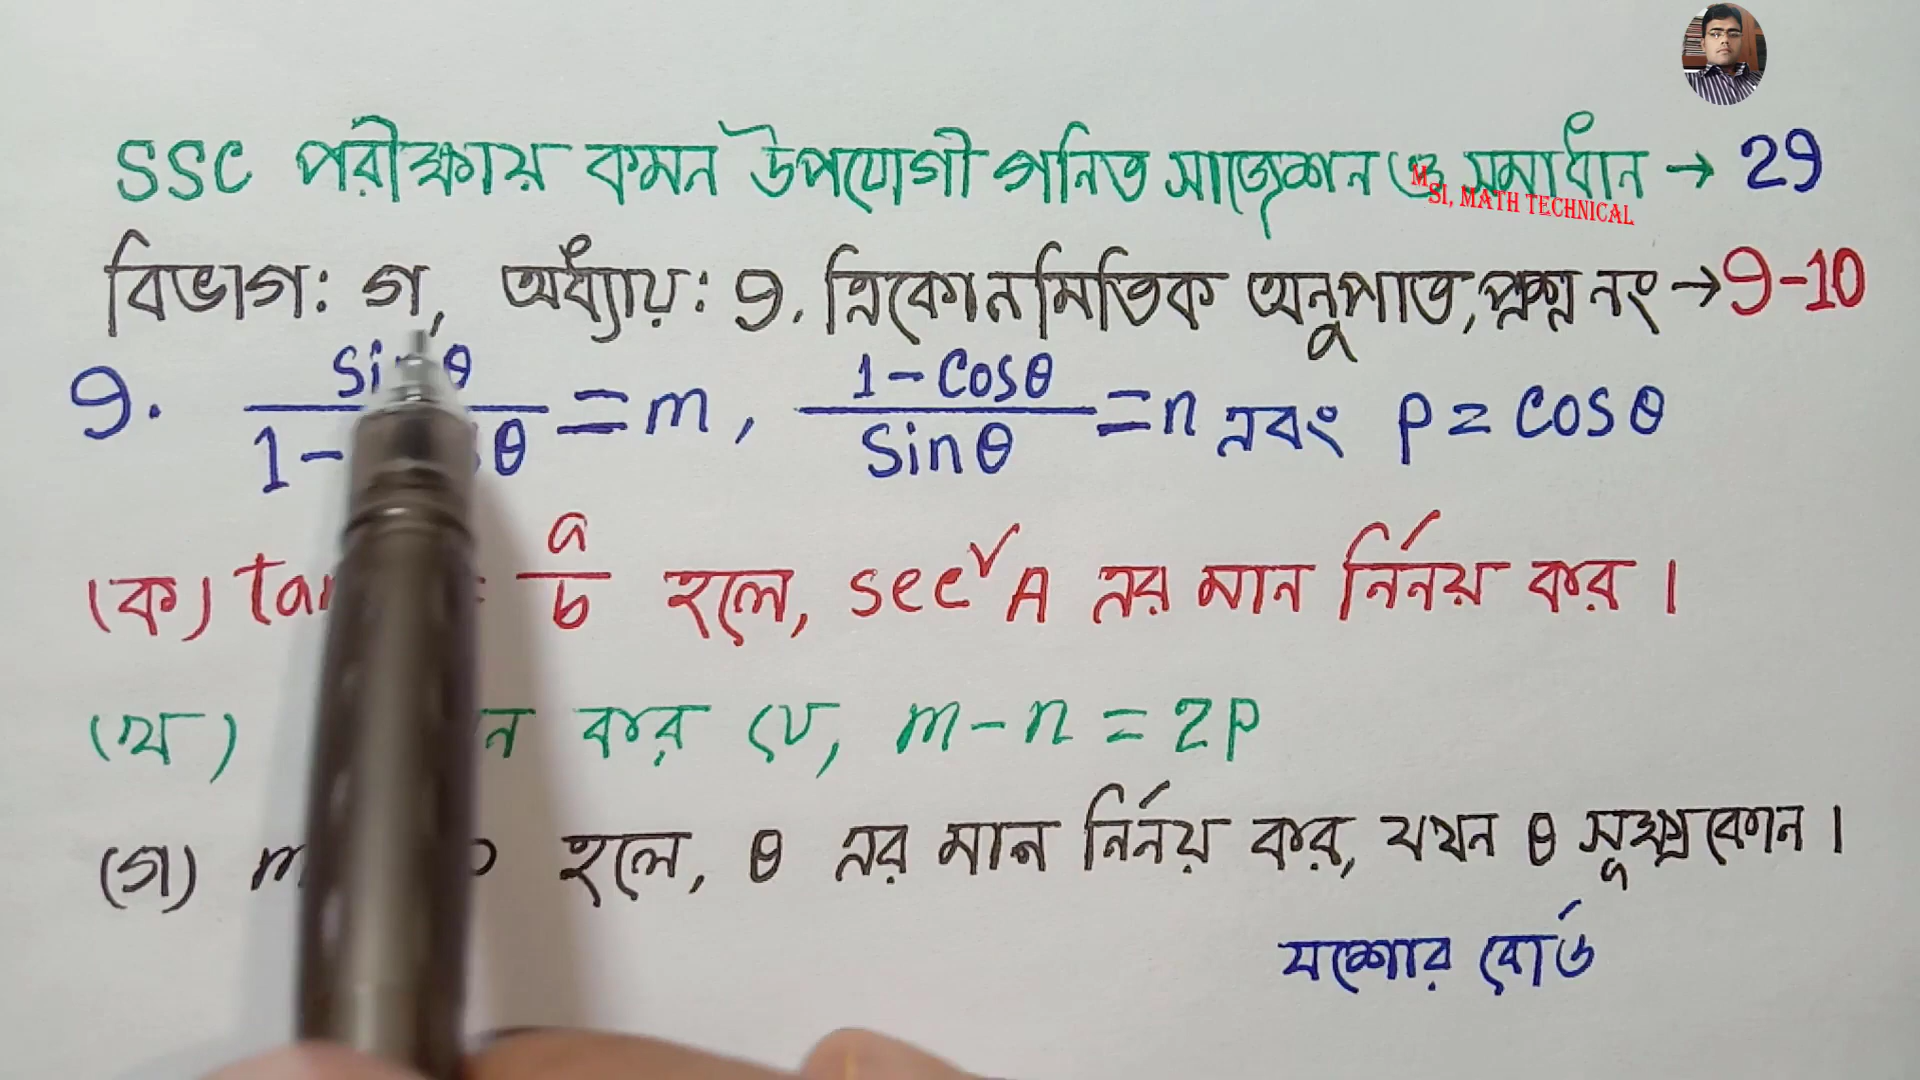 SSC পরীক্ষায় কমন উপযোগী গনিত সাজেশন ও সমাধান → 29
MSI, MATH TECHNICAL
বিভাগ: গ, অধ্যায়: 9. ত্রিকোনমিতিক অনুপাত, প্রশ্ন নং → 9-10
9. sinθ / 1- θ = m, 1-cosθ / sinθ = n এবং p = cosθ
(ক) tan = a/b হলে, sec²A এর মান নির্নয় কর।
(খ) কর যে, m-n = 2p
(গ) m হলে, θ এর মান নির্নয় কর, যখন θ সূক্ষ্মকোন।
যশোর বোর্ড